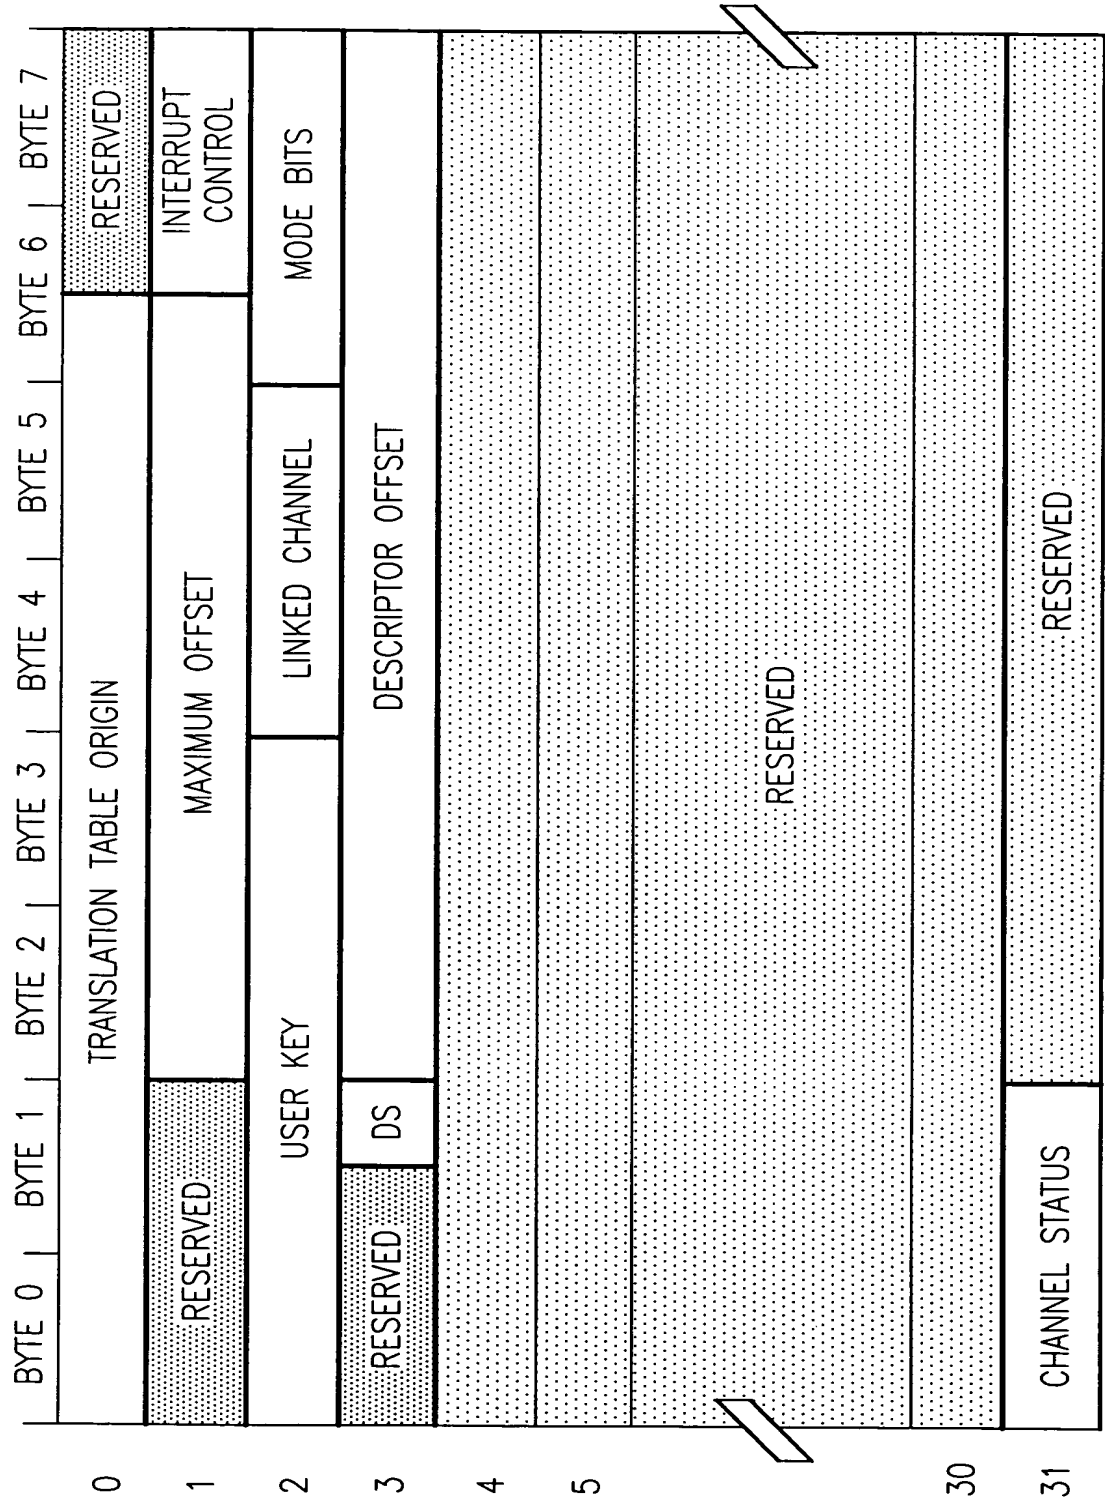 BYTE 0 | BYTE 1 | BYTE 2 | BYTE 3 | BYTE 4 | BYTE 5 | BYTE 6 | BYTE 7
0 TRANSLATION TABLE ORIGIN RESERVED
1 RESERVED MAXIMUM OFFSET INTERRUPT
CONTROL
2 USER KEY LINKED CHANNEL MODE BITS
3 RESERVED DS DESCRIPTOR OFFSET
4
5
RESERVED
30
31 CHANNEL STATUS RESERVED